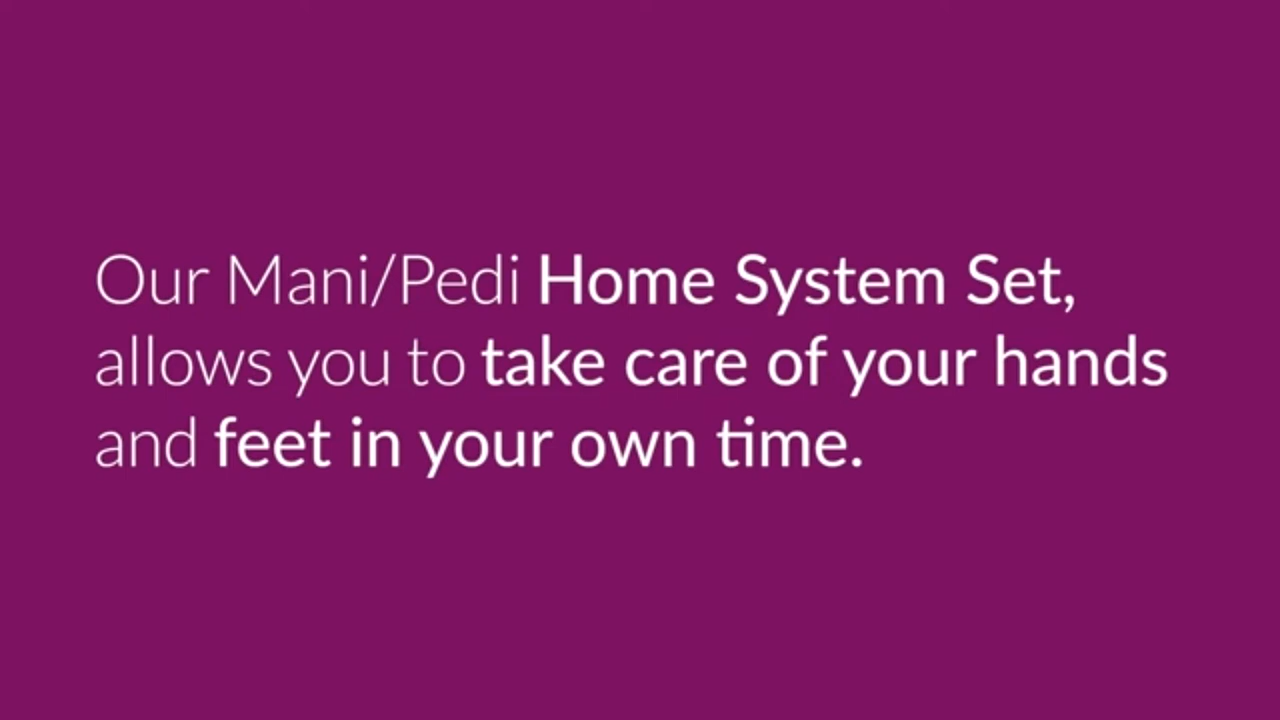 Our Mani/Pedi Home System Set,
allows you to take care of your hands
and feet in your own time.